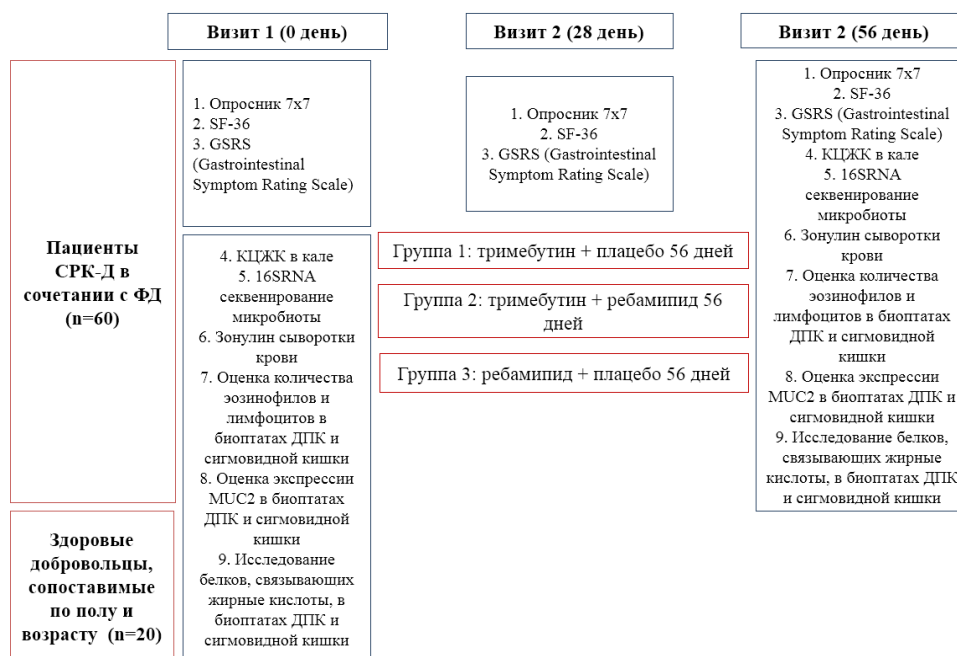 Визит 1 (0 день)
Визит 2 (28 день)
Визит 2 (56 день)
Пациенты
СРК-Д в
сочетании с ФД
(n=60)
Здоровые
добровольцы,
сопоставимые
по полу и
возрасту (n=20)
1. Опросник 7х7
2. SF-36
3. GSRS
(Gastrointestinal
Symptom Rating Scale)
4. КЦЖК в кале
5. 16SRNA
секвенирование
микробиоты
6. Зонулин сыворотки
крови
7. Оценка количества
эозинофилов и
лимфоцитов в
биоптатах ДПК и
сигмовидной кишки
8. Оценка экспрессии
MUC2 в биоптатах
ДПК и сигмовидной
кишки
9. Исследование
белков, связывающих
жирные кислоты, в
биоптатах ДПК и
сигмовидной кишки
1. Опросник 7х7
2. SF-36
3. GSRS (Gastrointestinal
Symptom Rating Scale)
Группа 1: тримебутин + плацебо 56 дней
Группа 2: тримебутин + ребамипид 56
дней
Группа 3: ребамипид + плацебо 56 дней
1. Опросник 7х7
2. SF-36
3. GSRS (Gastrointestinal
Symptom Rating Scale)
4. КЦЖК в кале
5. 16SRNA
секвенирование
микробиоты
6. Зонулин сыворотки
крови
7. Оценка количества
эозинофилов и
лимфоцитов в биоптатах
ДПК и сигмовидной
кишки
8. Оценка экспрессии
MUC2 в биоптатах ДПК и
сигмовидной кишки
9. Исследование белков,
связывающих жирные
кислоты, в биоптатах ДПК
и сигмовидной кишки